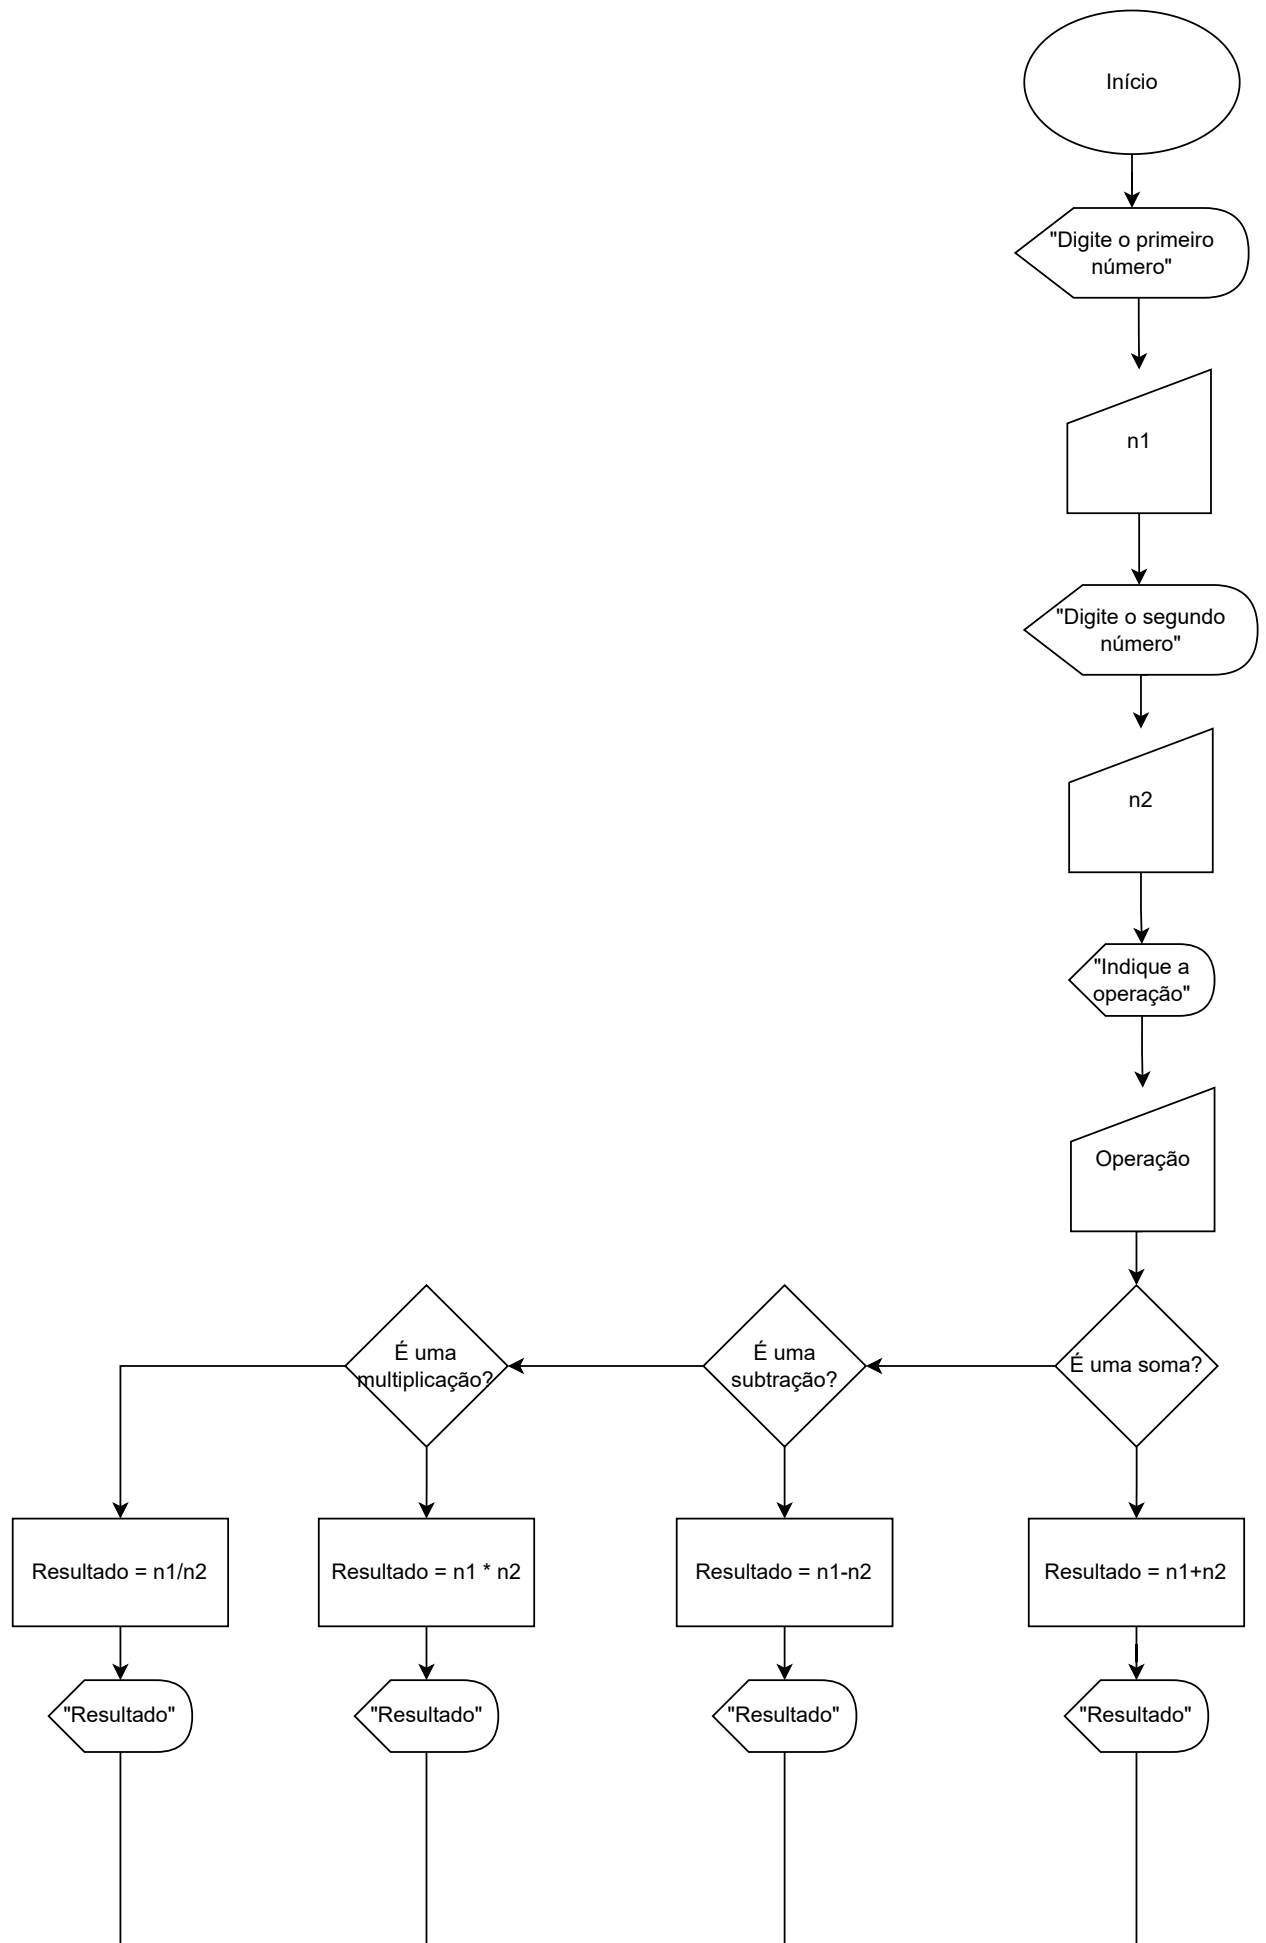 Início
"Digite o primeiro
número"
n1
"Digite o segundo
número"
n2
"Indique a
operação"
Operação
É uma soma?
É uma
subtração?
É uma
multiplicação?
Resultado = n1/n2
Resultado = n1 * n2
Resultado = n1-n2
Resultado = n1+n2
"Resultado"
"Resultado"
"Resultado"
"Resultado"